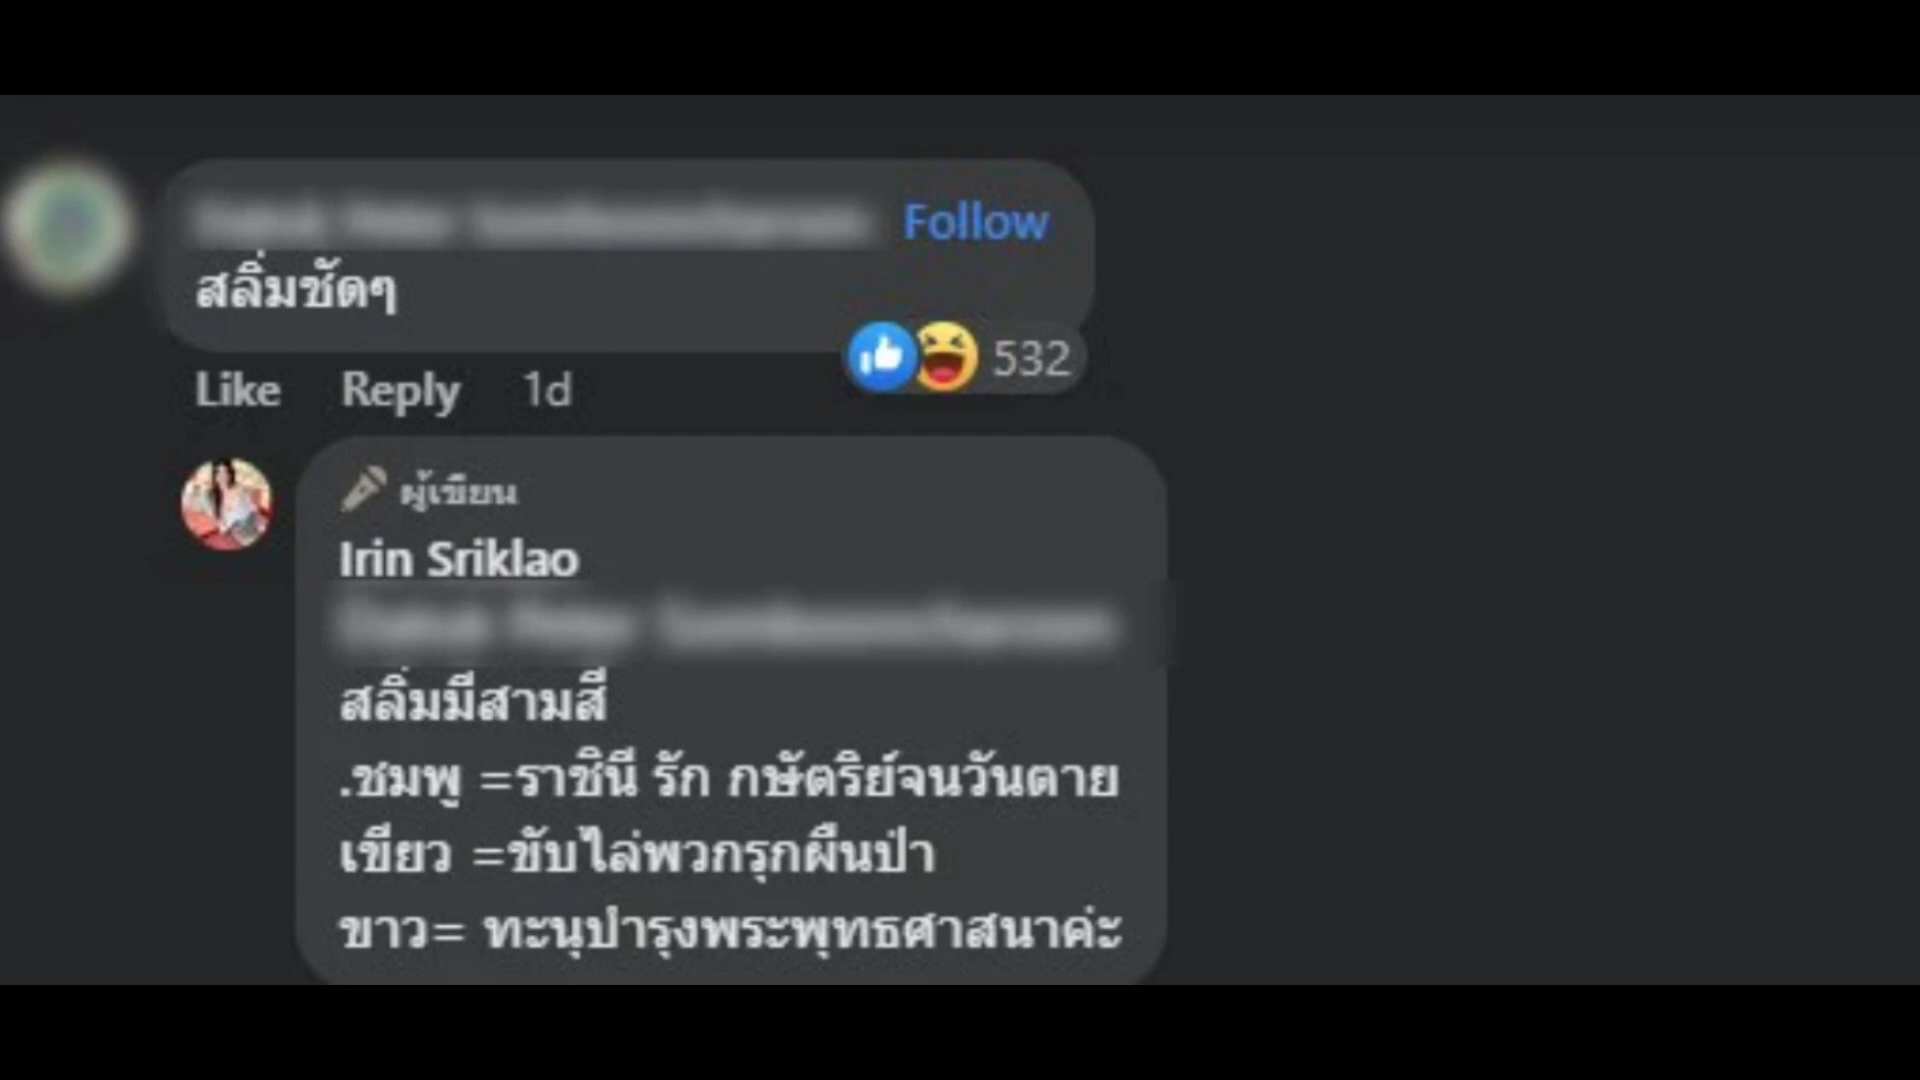 Follow
สลิ่มชัดๆ
532
Like Reply 1d
ผู้เขียน
Irin Sriklao
สลิ่มมีสามสี
.ชมพู =ราชินี รัก กษัตริย์จนวันตาย
เขียว =ขับไล่พวกรุกผืนป่า
ขาว= ทะนุบำรุงพระพุทธศาสนาค่ะ